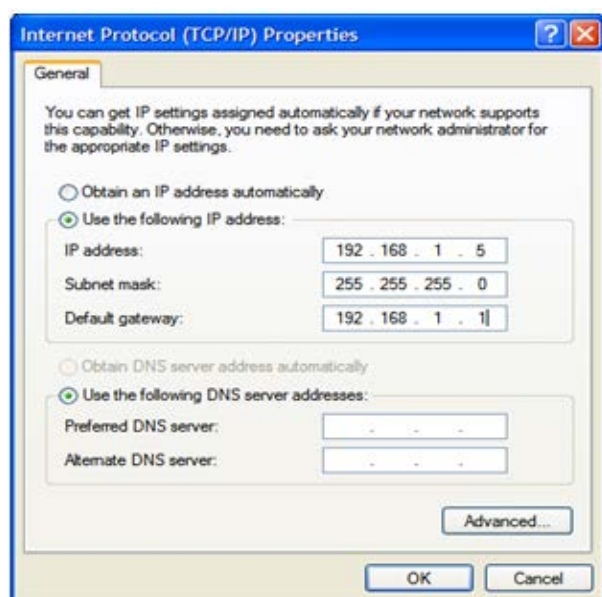 Internet Protocol (TCP/IP) Properties
General
You can get IP settings assigned automatically if your network supports
this capability. Otherwise, you need to ask your network administrator for
the appropriate IP settings.
Obtain an IP address automatically
Use the following IP address:
IP address: 192 . 168 . 1 . 5
Subnet mask: 255 . 255 . 255 . 0
Default gateway: 192 . 168 . 1 . 1
Obtain DNS server address automatically
Use the following DNS server addresses:
Preferred DNS server: . . .
Alternate DNS server: . . .
Advanced...
OK Cancel